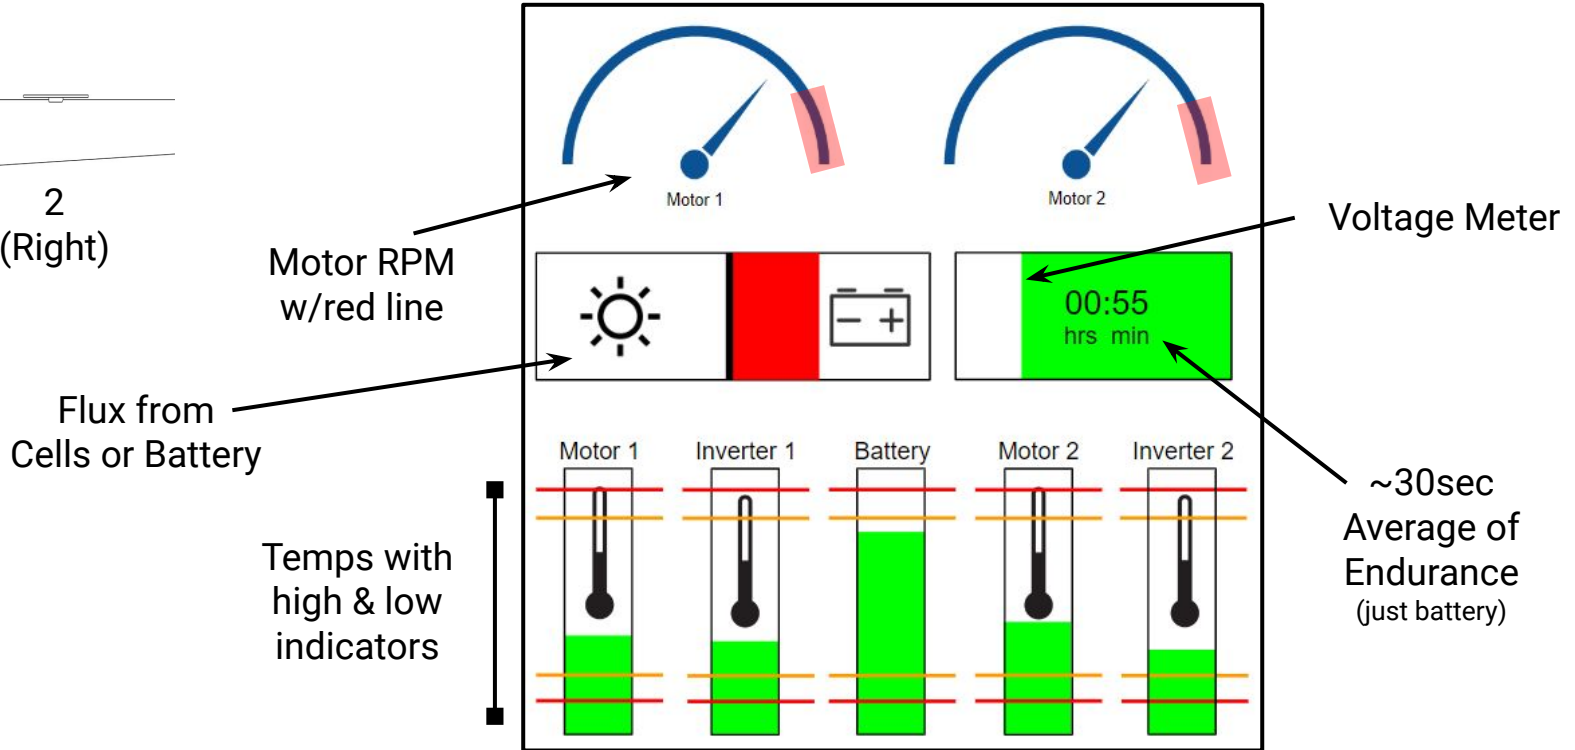 2
(Right)
Motor RPM
w/red line
Flux from
Cells or Battery
Temps with
high & low
indicators
Motor 1
Motor 2
00:55
hrs min
Motor 1
Inverter 1
Battery
Motor 2
Inverter 2
Voltage Meter
~30sec
Average of
Endurance
(just battery)